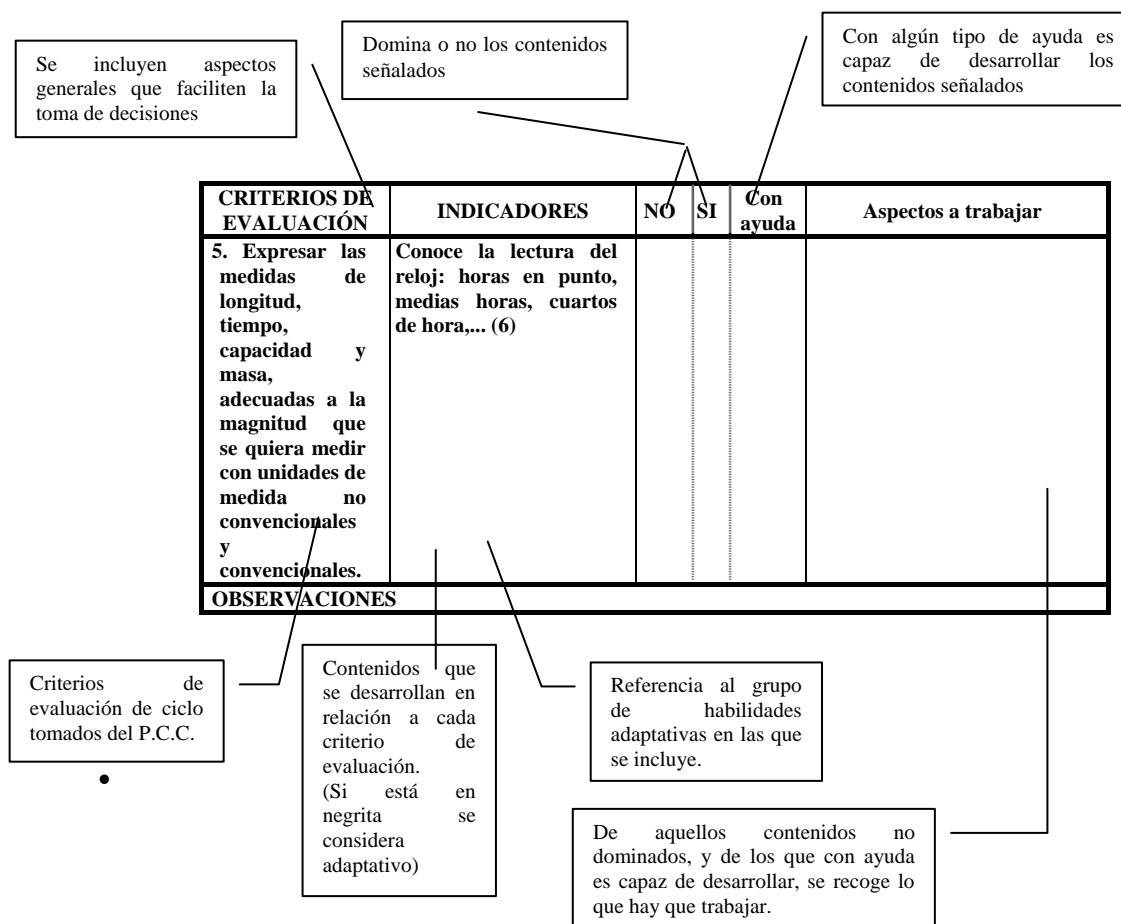 Se incluyen aspectos
generales que faciliten la
toma de decisiones
Domina o no los contenidos
señalados
Con algún tipo de ayuda es
capaz de desarrollar los
contenidos señalados
CRITERIOS DE
EVALUACIÓN
INDICADORES
NO
SI
Con
ayuda
Aspectos a trabajar
5. Expresar las
medidas de
longitud,
tiempo,
capacidad y
masa,
adecuadas a la
magnitud que
se quiera medir
con unidades de
medida no
convencionales
y
convencionales.
Conoce la lectura del
reloj: horas en punto,
medias horas, cuartos
de hora,... (6)
OBSERVACIONES
Criterios de
evaluación de ciclo
tomados del P.C.C.
Contenidos que
se desarrollan en
relación a cada
criterio de
evaluación.
(Si está en
negrita se
considera
adaptativo)
Referencia al grupo
de habilidades
adaptativas en las que
se incluye.
De aquellos contenidos no
dominados, y de los que con ayuda
es capaz de desarrollar, se recoge lo
que hay que trabajar.